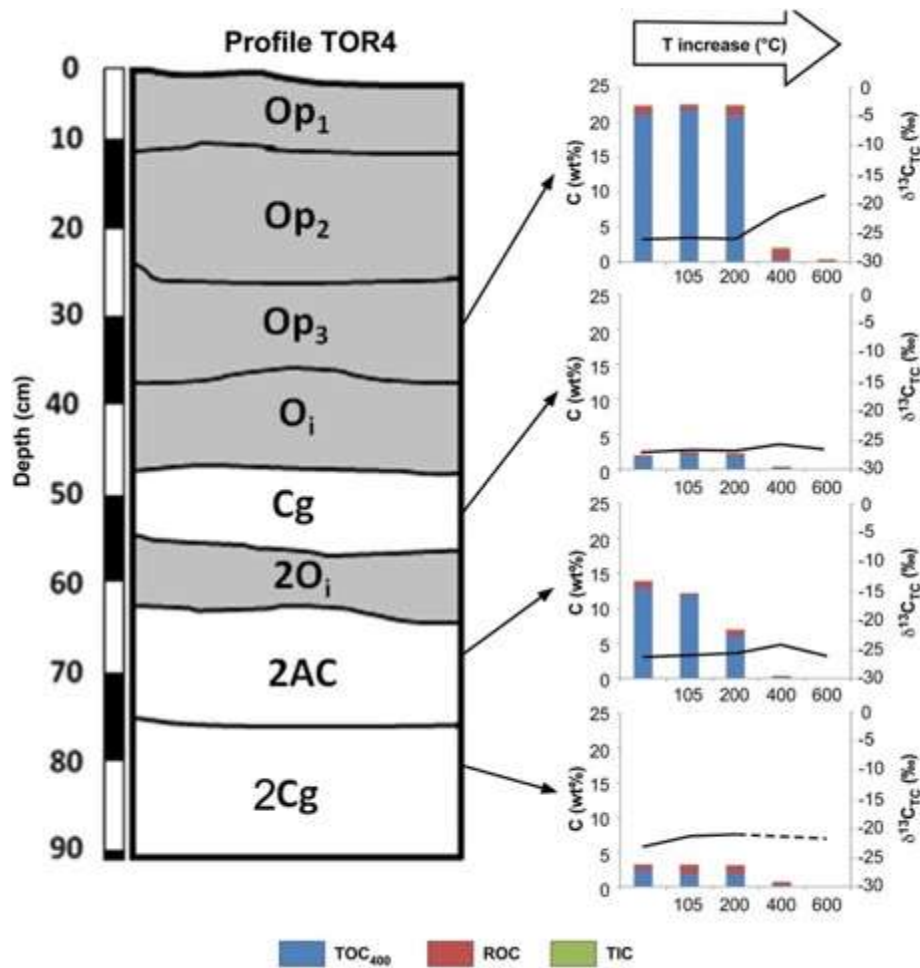 Profile TOR4
T increase (°C)
Depth (cm)
0
10
20
30
40
50
60
70
80
90
Op₁
Op₂
Op₃
Oᵢ
Cg
2Oᵢ
2AC
2Cg
C (wt%)
25
20
15
10
5
0
105 200 400 600
0
-5
-10
-15
-20
-25
-30
δ¹³C_TC (‰)
C (wt%)
25
20
15
10
5
0
105 200 400 600
0
-5
-10
-15
-20
-25
-30
δ¹³C_TC (‰)
C (wt%)
25
20
15
10
5
0
105 200 400 600
0
-5
-10
-15
-20
-25
-30
δ¹³C_TC (‰)
C (wt%)
25
20
15
10
5
0
105 200 400 600
0
-5
-10
-15
-20
-25
-30
δ¹³C_TC (‰)
TOC₄₀₀ ROC TIC